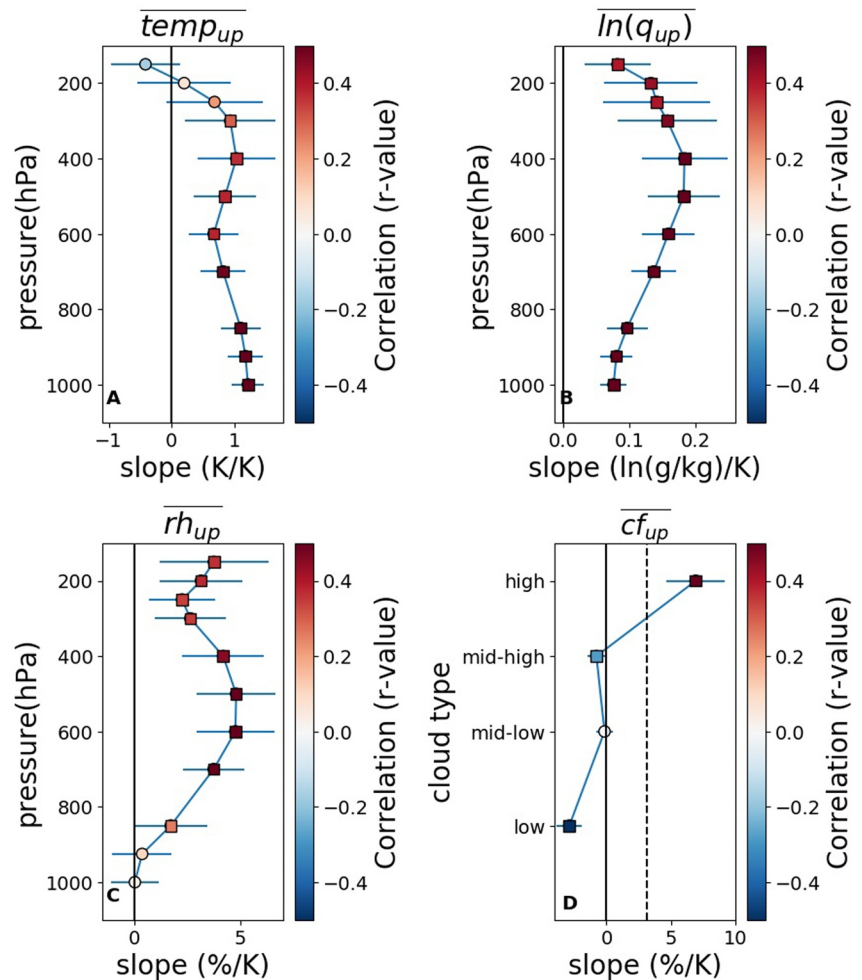 temp_up
200
400
600
800
1000
pressure(hPa)
A
−1 0 1
slope (K/K)
0.4
0.2
0.0
−0.2
−0.4
Correlation (r-value)
ln(q_up)
200
400
600
800
1000
pressure(hPa)
B
0.0 0.1 0.2
slope (ln(g/kg)/K)
0.4
0.2
0.0
−0.2
−0.4
Correlation (r-value)
rh_up
200
400
600
800
1000
pressure(hPa)
C
0 5
slope (%/K)
0.4
0.2
0.0
−0.2
−0.4
Correlation (r-value)
cf_up
high
mid-high
mid-low
low
cloud type
D
0 5 10
slope (%/K)
0.4
0.2
0.0
−0.2
−0.4
Correlation (r-value)